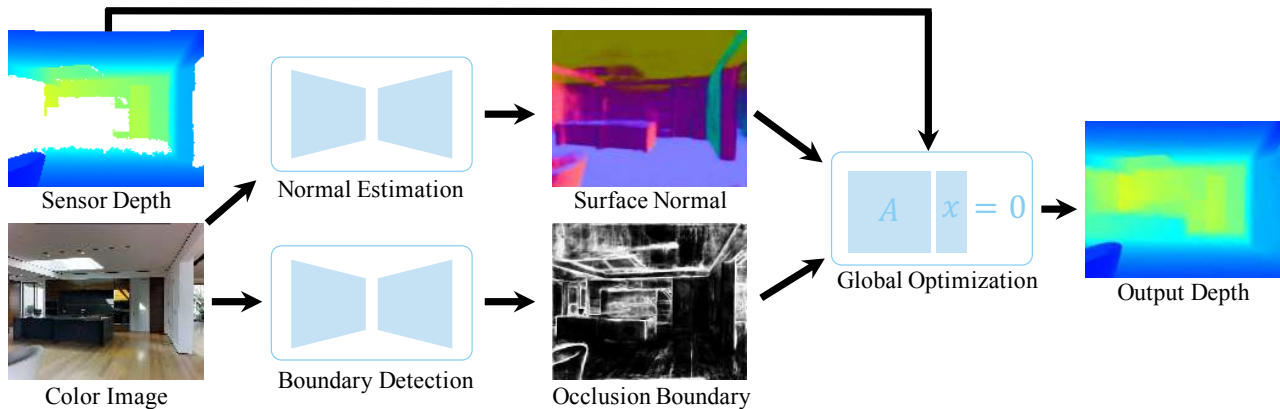 Sensor Depth
Normal Estimation
Surface Normal
A x = 0
Global Optimization
Output Depth
Color Image
Boundary Detection
Occlusion Boundary